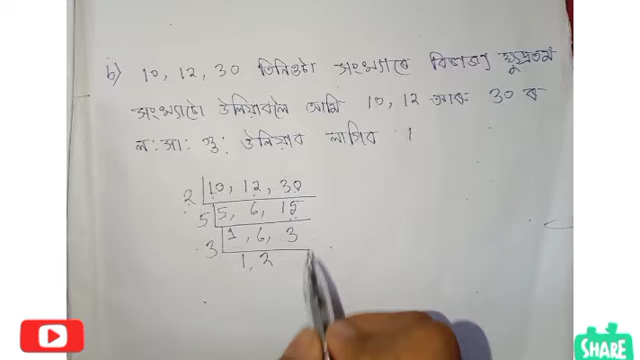 b) 10, 12, 30 তিনিওটা সংখ্যাৰে বিভাজ্য ক্ষুদ্ৰতম
সংখ্যাটো উলিয়াবলৈ আমি 10, 12 আৰু 30 ৰ
ল: সা: গু: উলিয়াব লাগিব ।
2 | 10, 12, 30
5 | 5, 6, 15
3 | 1, 6, 3
1, 2
SHARE